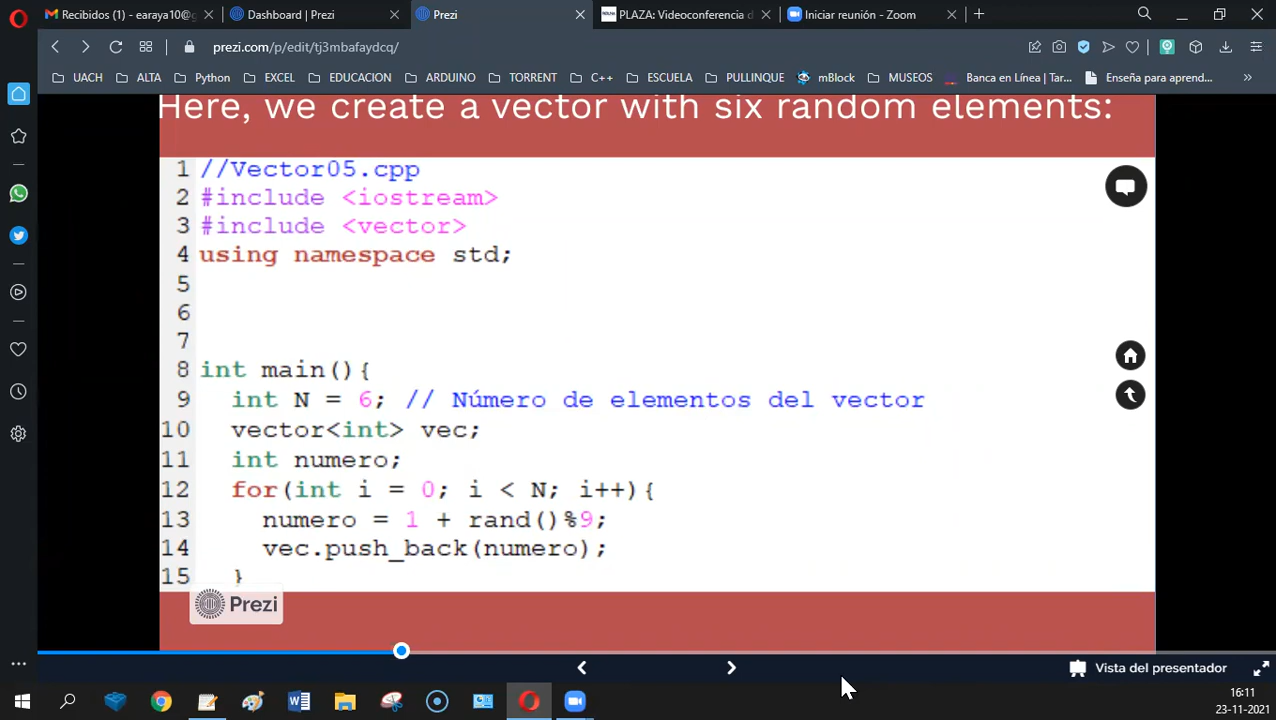 Recibidos (1) - earaya10@g
Dashboard | Prezi
Prezi
PLAZA: Videoconferencia d
Iniciar reunión - Zoom
prezi.com/p/edit/tj3mbafaydcq/
UACH
ALTA
Python
EXCEL
EDUCACION
ARDUINO
TORRENT
C++
ESCUELA
PULLINQUE
mBlock
MUSEOS
Banca en Línea | Tar...
Enseña para aprend...
Here, we create a vector with six random elements:
1 //Vector05.cpp
2 #include <iostream>
3 #include <vector>
4 using namespace std;
5
6
7
8 int main(){
9 int N = 6; // Número de elementos del vector
10 vector<int> vec;
11 int numero;
12 for(int i = 0; i < N; i++){
13 numero = 1 + rand()%9;
14 vec.push_back(numero);
15 }
Prezi
Vista del presentador
16:11
23-11-2021